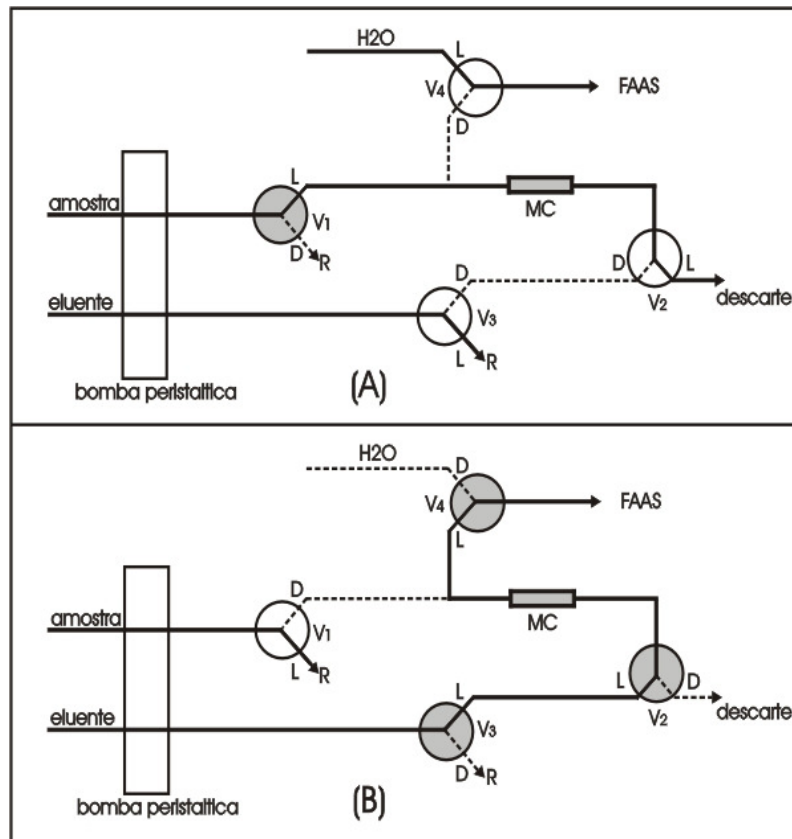 H2O
L
V4
FAAS
D
amostra
L
V1
D
R
MC
D
L
V2
descarte
eluente
D
V3
L
R
bomba peristaltica
(A)
H2O
D
V4
FAAS
L
amostra
D
V1
L
R
MC
L
D
V2
descarte
eluente
L
V3
D
R
bomba peristaltica
(B)